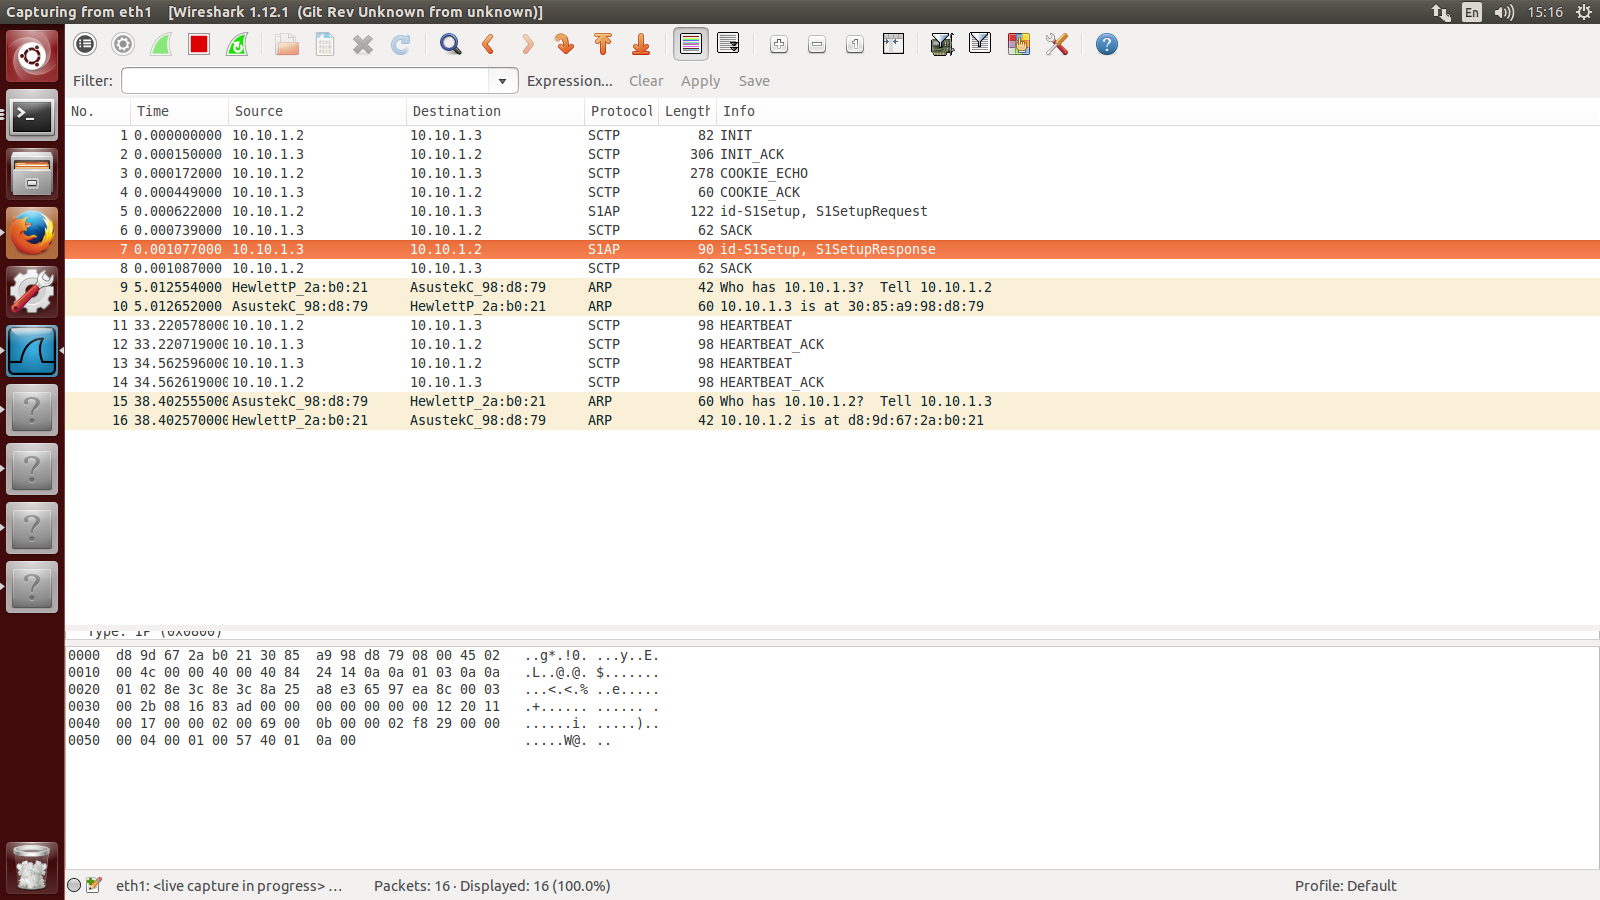 Capturing from eth1   [Wireshark 1.12.1  (Git Rev Unknown from unknown)]
En 15:16
Filter: Expression... Clear Apply Save
No. Time Source Destination Protocol Length Info
1 0.000000000 10.10.1.2 10.10.1.3 SCTP 82 INIT
2 0.000150000 10.10.1.3 10.10.1.2 SCTP 306 INIT_ACK
3 0.000172000 10.10.1.2 10.10.1.3 SCTP 278 COOKIE_ECHO
4 0.000449000 10.10.1.3 10.10.1.2 SCTP 60 COOKIE_ACK
5 0.000622000 10.10.1.2 10.10.1.3 S1AP 122 id-S1Setup, S1SetupRequest
6 0.000739000 10.10.1.3 10.10.1.2 SCTP 62 SACK
7 0.001077000 10.10.1.3 10.10.1.2 S1AP 90 id-S1Setup, S1SetupResponse
8 0.001087000 10.10.1.2 10.10.1.3 SCTP 62 SACK
9 5.012554000 HewlettP_2a:b0:21 AsustekC_98:d8:79 ARP 42 Who has 10.10.1.3?  Tell 10.10.1.2
10 5.012652000 AsustekC_98:d8:79 HewlettP_2a:b0:21 ARP 60 10.10.1.3 is at 30:85:a9:98:d8:79
11 33.220578000 10.10.1.2 10.10.1.3 SCTP 98 HEARTBEAT
12 33.220719000 10.10.1.3 10.10.1.2 SCTP 98 HEARTBEAT_ACK
13 34.562596000 10.10.1.3 10.10.1.2 SCTP 98 HEARTBEAT
14 34.562619000 10.10.1.2 10.10.1.3 SCTP 98 HEARTBEAT_ACK
15 38.402555000 AsustekC_98:d8:79 HewlettP_2a:b0:21 ARP 60 Who has 10.10.1.2?  Tell 10.10.1.3
16 38.402570000 HewlettP_2a:b0:21 AsustekC_98:d8:79 ARP 42 10.10.1.2 is at d8:9d:67:2a:b0:21
Type: IP (0x0800)
0000  d8 9d 67 2a b0 21 30 85  a9 98 d8 79 08 00 45 02   ..g*.!0. ...y..E.
0010  00 4c 00 00 40 00 40 84  24 14 0a 0a 01 03 0a 0a   .L..@.@. $.......
0020  01 02 8e 3c 8e 3c 8a 25  a8 e3 65 97 ea 8c 00 03   ...<.<.% ..e.....
0030  00 2b 08 16 83 ad 00 00  00 00 00 00 00 12 20 11   .+...... ...... .
0040  00 17 00 00 02 00 69 00  0b 00 00 02 f8 29 00 00   ......i. .....)..
0050  00 04 00 01 00 57 40 01  0a 00   .....W@. ..
eth1: <live capture in progress> ... Packets: 16 · Displayed: 16 (100.0%) Profile: Default